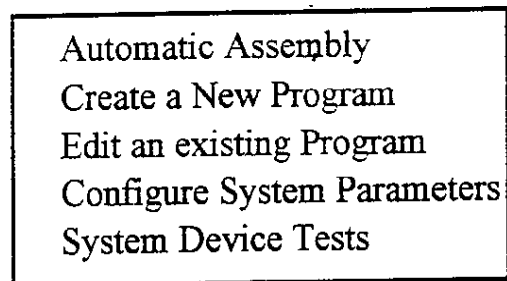 Automatic Assembly
Create a New Program
Edit an existing Program
Configure System Parameters
System Device Tests